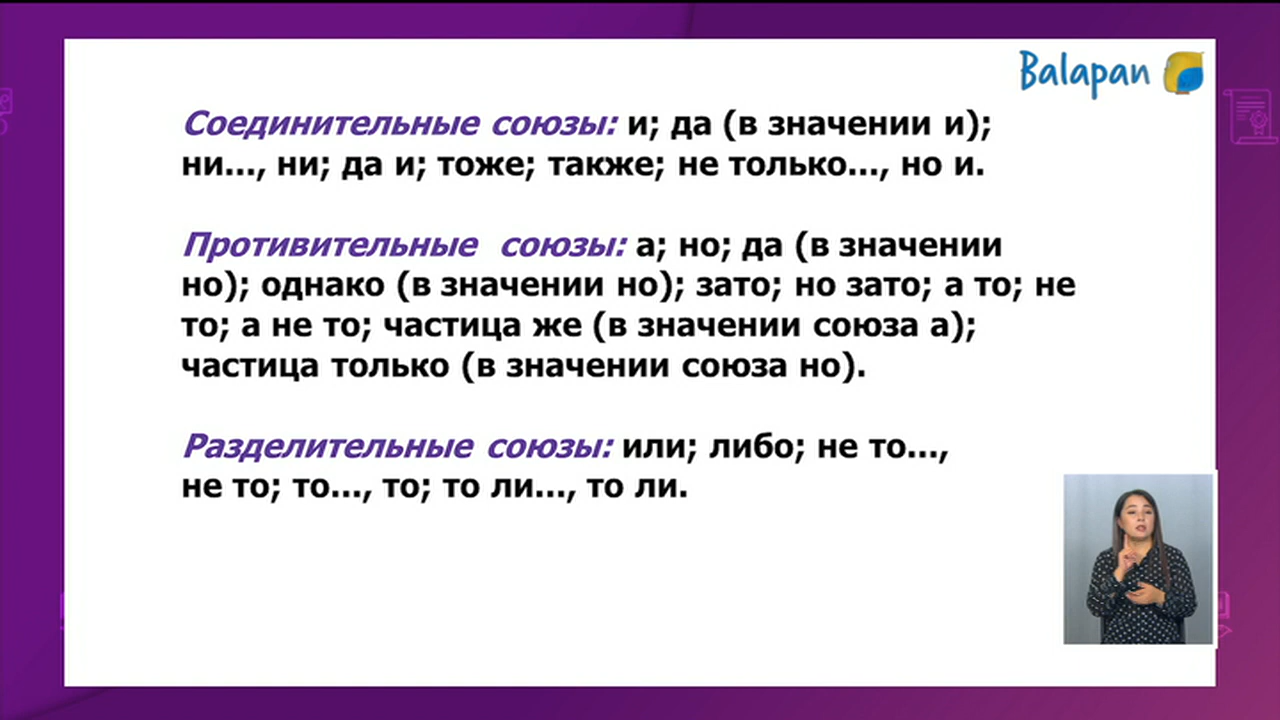 Balapan
Соединительные союзы: и; да (в значении и);
ни..., ни; да и; тоже; также; не только..., но и.
Противительные союзы: а; но; да (в значении
но); однако (в значении но); зато; но зато; а то; не
то; а не то; частица же (в значении союза а);
частица только (в значении союза но).
Разделительные союзы: или; либо; не то...,
не то; то..., то; то ли..., то ли.